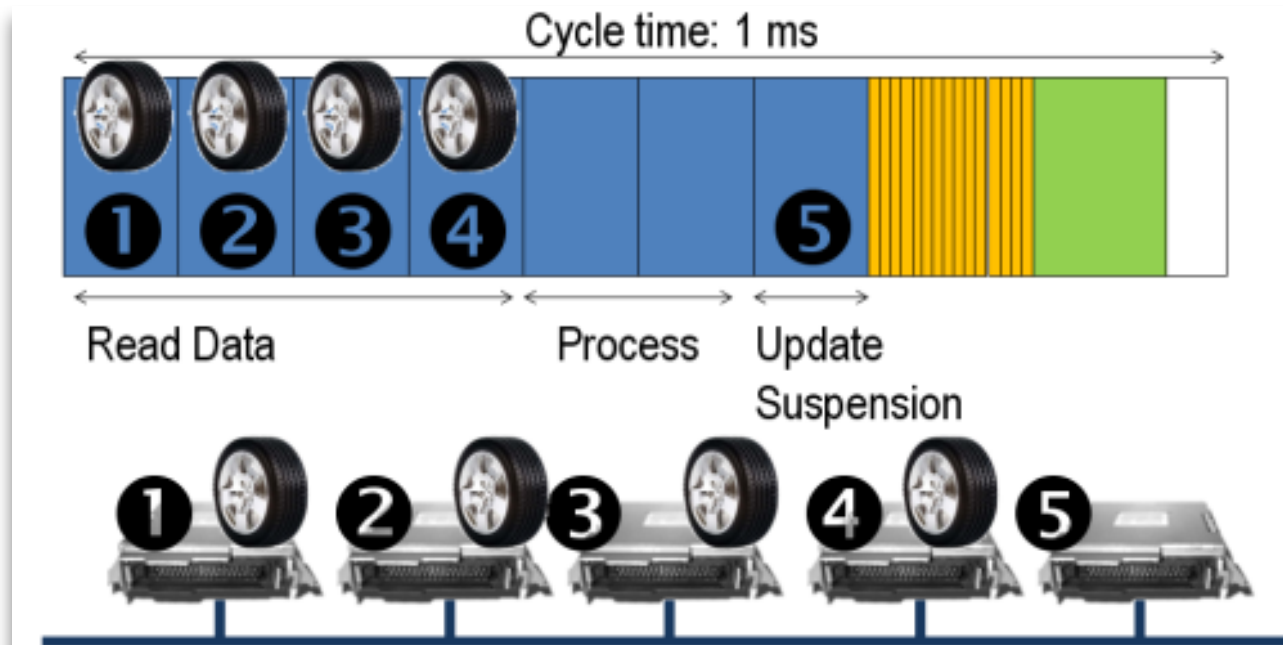 Cycle time: 1 ms
1 2 3 4 5
Read Data
Process
Update
Suspension
1 2 3 4 5